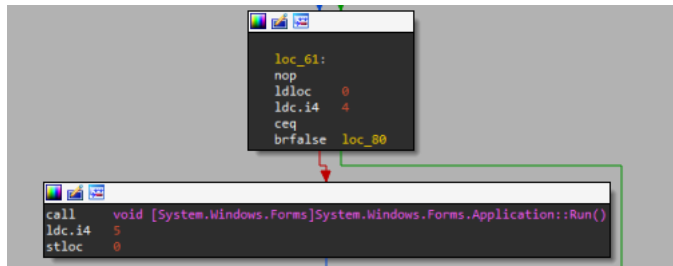 loc_61:
nop
ldloc 0
ldc.i4 4
ceq
brfalse loc_80
call void [System.Windows.Forms]System.Windows.Forms.Application::Run()
ldc.i4 5
stloc 0